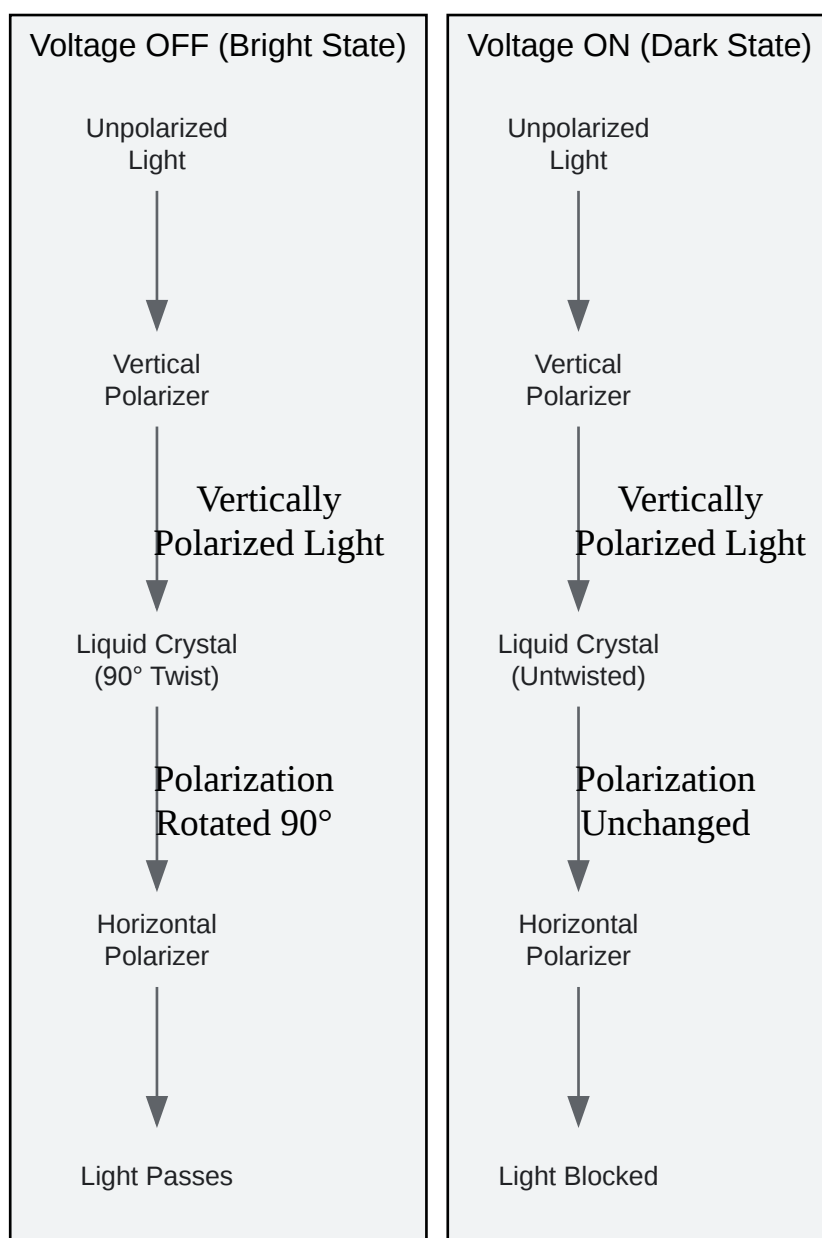 Voltage OFF (Bright State)
Unpolarized
Light
Vertical
Polarizer
Vertically
Polarized Light
Liquid Crystal
(90° Twist)
Polarization
Rotated 90°
Horizontal
Polarizer
Light Passes
Voltage ON (Dark State)
Unpolarized
Light
Vertical
Polarizer
Vertically
Polarized Light
Liquid Crystal
(Untwisted)
Polarization
Unchanged
Horizontal
Polarizer
Light Blocked